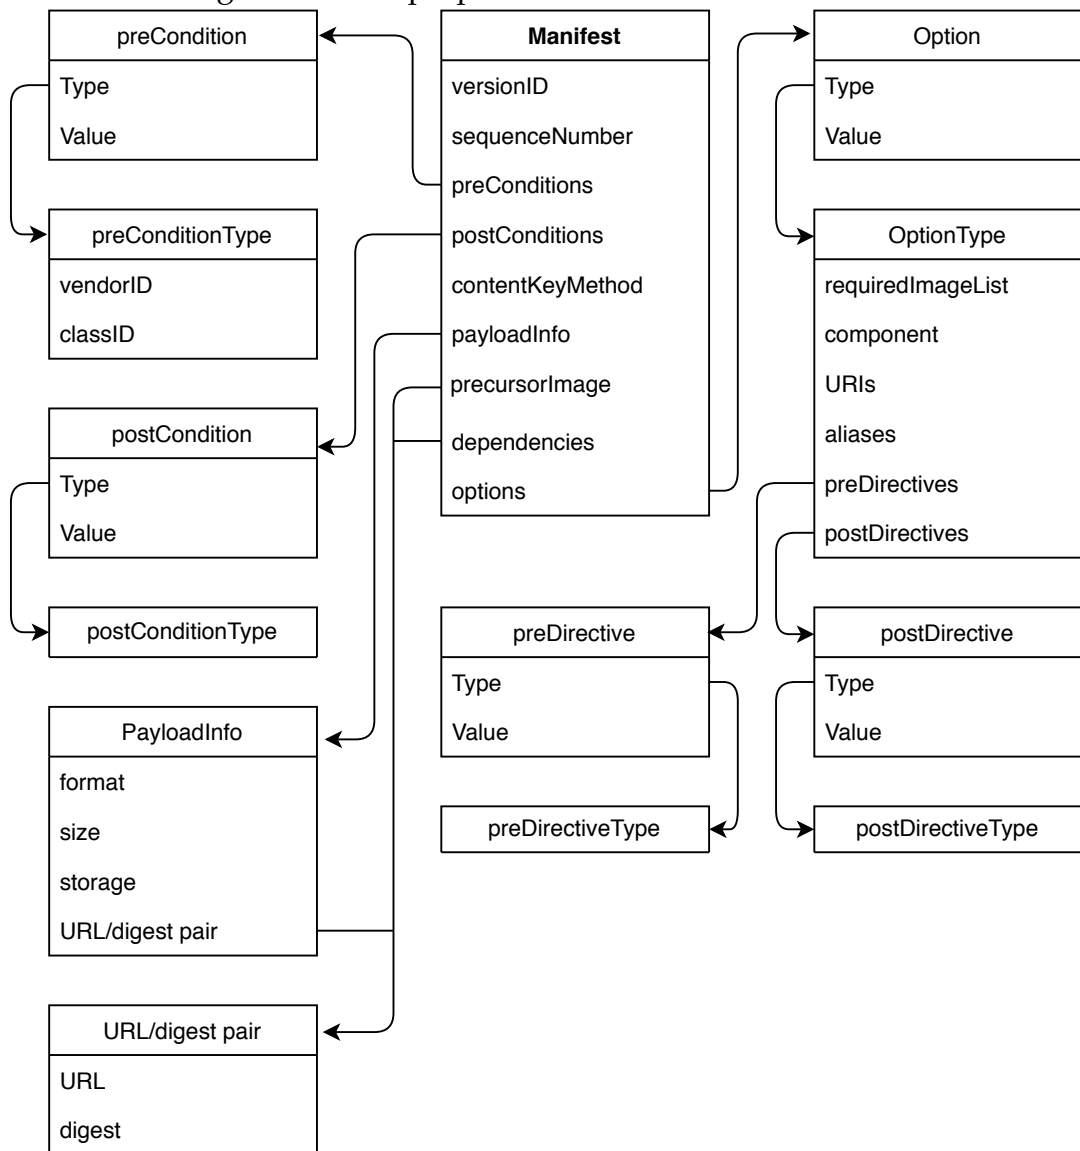 preCondition
Type
Value
preConditionType
vendorID
classID
postCondition
Type
Value
postConditionType
PayloadInfo
format
size
storage
URL/digest pair
URL/digest pair
URL
digest
Manifest
versionID
sequenceNumber
preConditions
postConditions
contentKeyMethod
payloadInfo
precursorImage
dependencies
options
preDirective
Type
Value
preDirectiveType
Option
Type
Value
OptionType
requiredImageList
component
URIs
aliases
preDirectives
postDirectives
postDirective
Type
Value
postDirectiveType